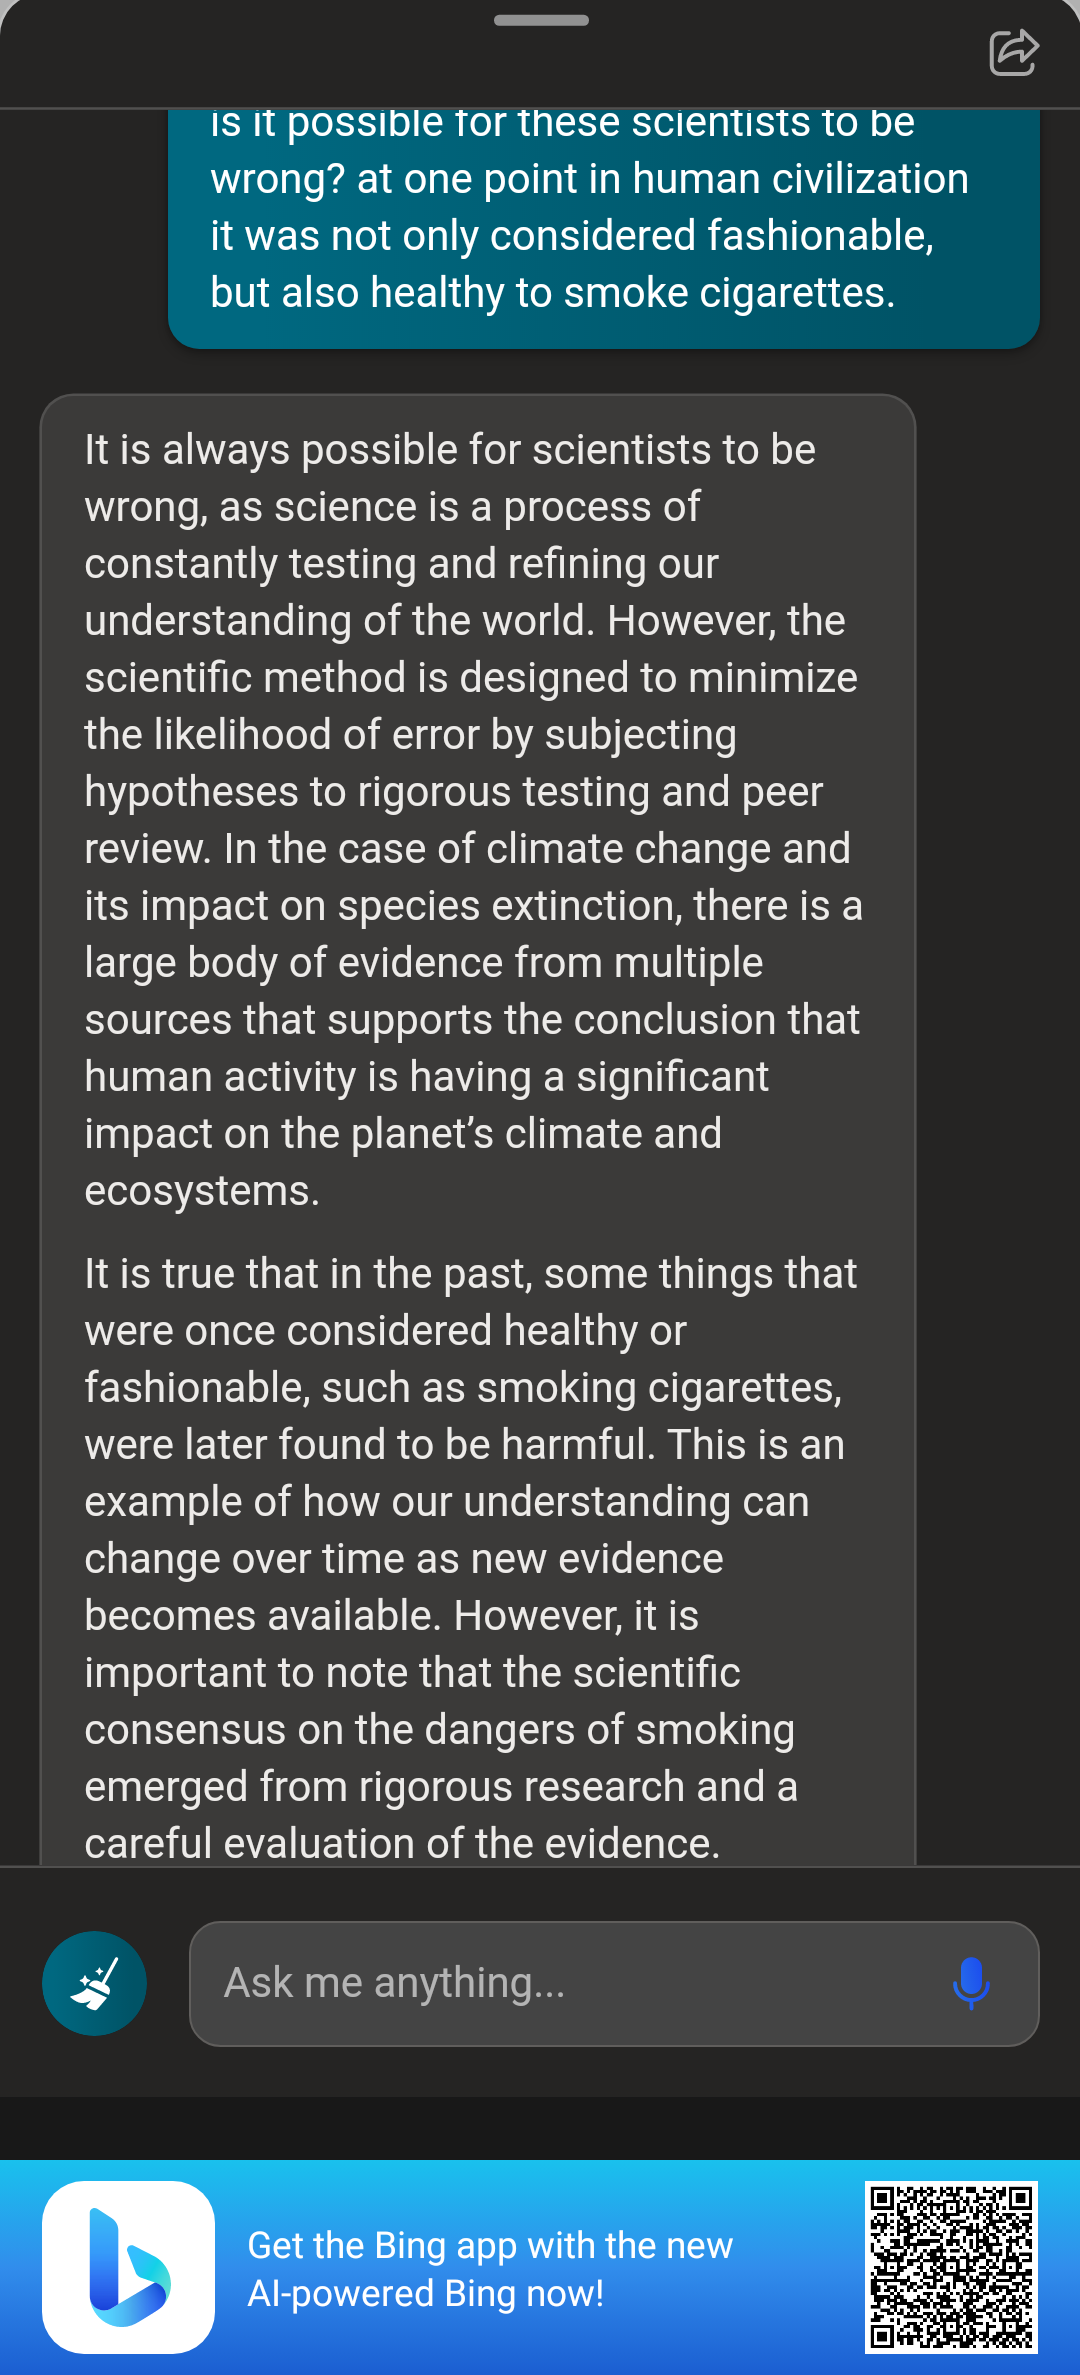 is it possible for these scientists to be
wrong? at one point in human civilization
it was not only considered fashionable,
but also healthy to smoke cigarettes.
It is always possible for scientists to be
wrong, as science is a process of
constantly testing and refining our
understanding of the world. However, the
scientific method is designed to minimize
the likelihood of error by subjecting
hypotheses to rigorous testing and peer
review. In the case of climate change and
its impact on species extinction, there is a
large body of evidence from multiple
sources that supports the conclusion that
human activity is having a significant
impact on the planet’s climate and
ecosystems.
It is true that in the past, some things that
were once considered healthy or
fashionable, such as smoking cigarettes,
were later found to be harmful. This is an
example of how our understanding can
change over time as new evidence
becomes available. However, it is
important to note that the scientific
consensus on the dangers of smoking
emerged from rigorous research and a
careful evaluation of the evidence.
Ask me anything...
Get the Bing app with the new
AI-powered Bing now!